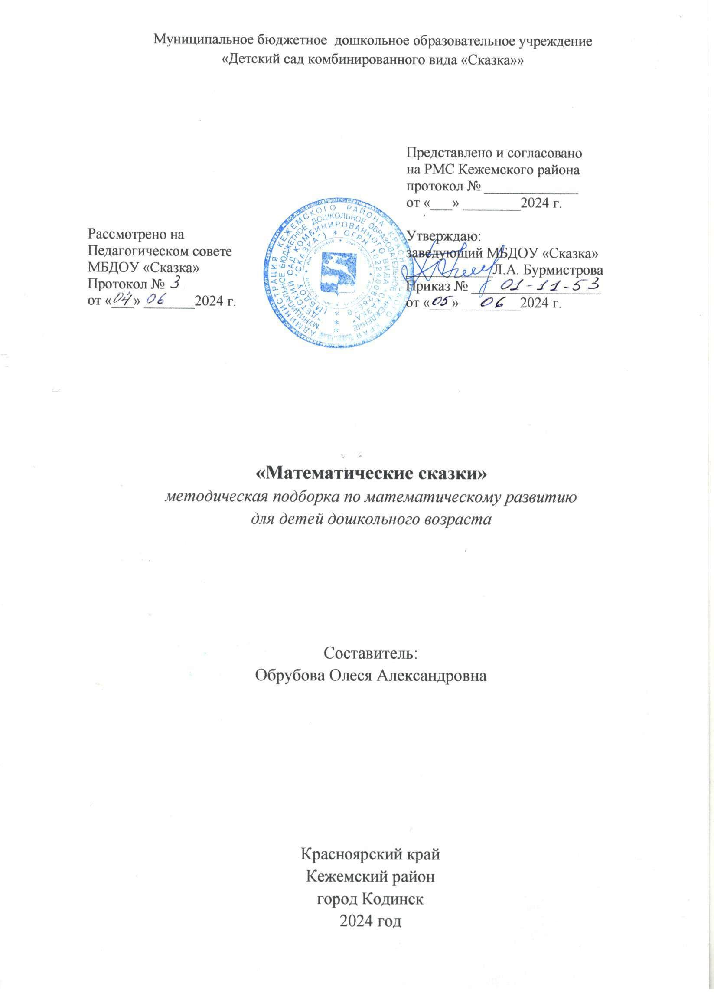 Муниципальное бюджетное дошкольное образовательное учреждение
«Детский сад комбинированного вида «Сказка»»
Представлено и согласовано
на РМС Кежемского района
протокол № _____________
от «___» ________2024 г.
Рассмотрено на
Педагогическом совете
МБДОУ «Сказка»
Протокол № 3
от «04» 06 2024 г.
АДМИНИСТРАЦИЯ КЕЖЕМСКОГО РАЙОНА КРАСНОЯРСКОГО КРАЯ
МУНИЦИПАЛЬНОЕ БЮДЖЕТНОЕ ДОШКОЛЬНОЕ ОБРАЗОВАТЕЛЬНОЕ УЧРЕЖДЕНИЕ
"ДЕТСКИЙ САД КОМБИНИРОВАННОГО ВИДА "СКАЗКА"
(МБДОУ "СКАЗКА") * ОГРН 1022400828670 *
Утверждаю:
заведующий МБДОУ «Сказка»
____________Л.А. Бурмистрова
Приказ № 01-11-53
от «05» 06 2024 г.
«Математические сказки»
методическая подборка по математическому развитию
для детей дошкольного возраста
Составитель:
Обрубова Олеся Александровна
Красноярский край
Кежемский район
город Кодинск
2024 год